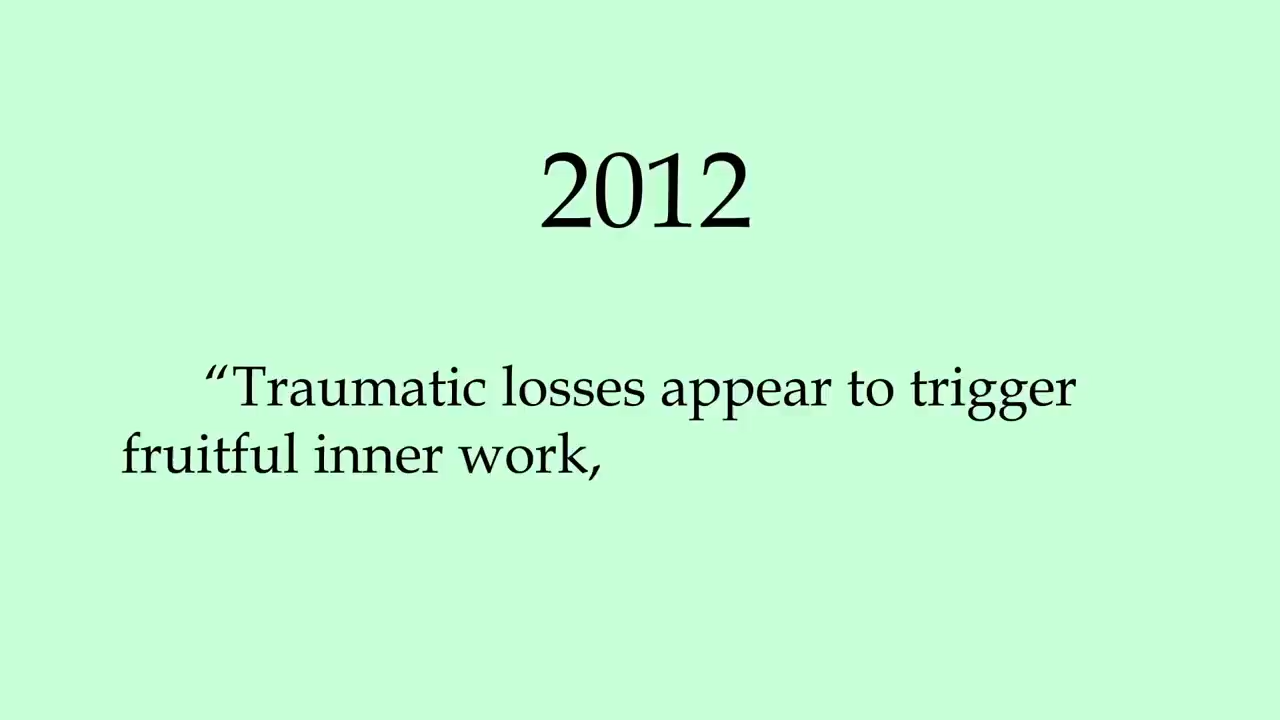 2012
“Traumatic losses appear to trigger
fruitful inner work,